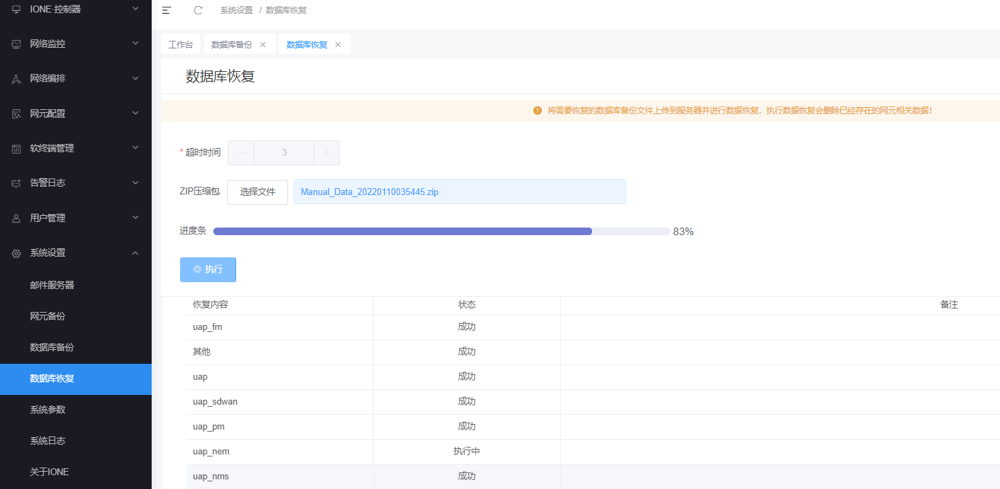 IONE-控制器
网络监控
网络编排
网元配置
软终端管理
告警日志
用户管理
系统设置
邮件服务器
网元备份
数据库备份
数据库恢复
系统参数
系统日志
关于IONE
系统设置 / 数据库恢复
工作台 数据库备份 × 数据库恢复 ×
数据库恢复
将需要恢复的数据库备份文件上传到服务器并进行数据恢复，执行数据恢复会删除已经存在的网元相关数据!
* 超时时间 − 3 +
ZIP压缩包 选择文件 Manual_Data_20220110035445.zip
进度条 83%
执行
恢复内容 状态 备注
uap_fm 成功
其他 成功
uap 成功
uap_sdwan 成功
uap_pm 成功
uap_nem 执行中
uap_nms 成功